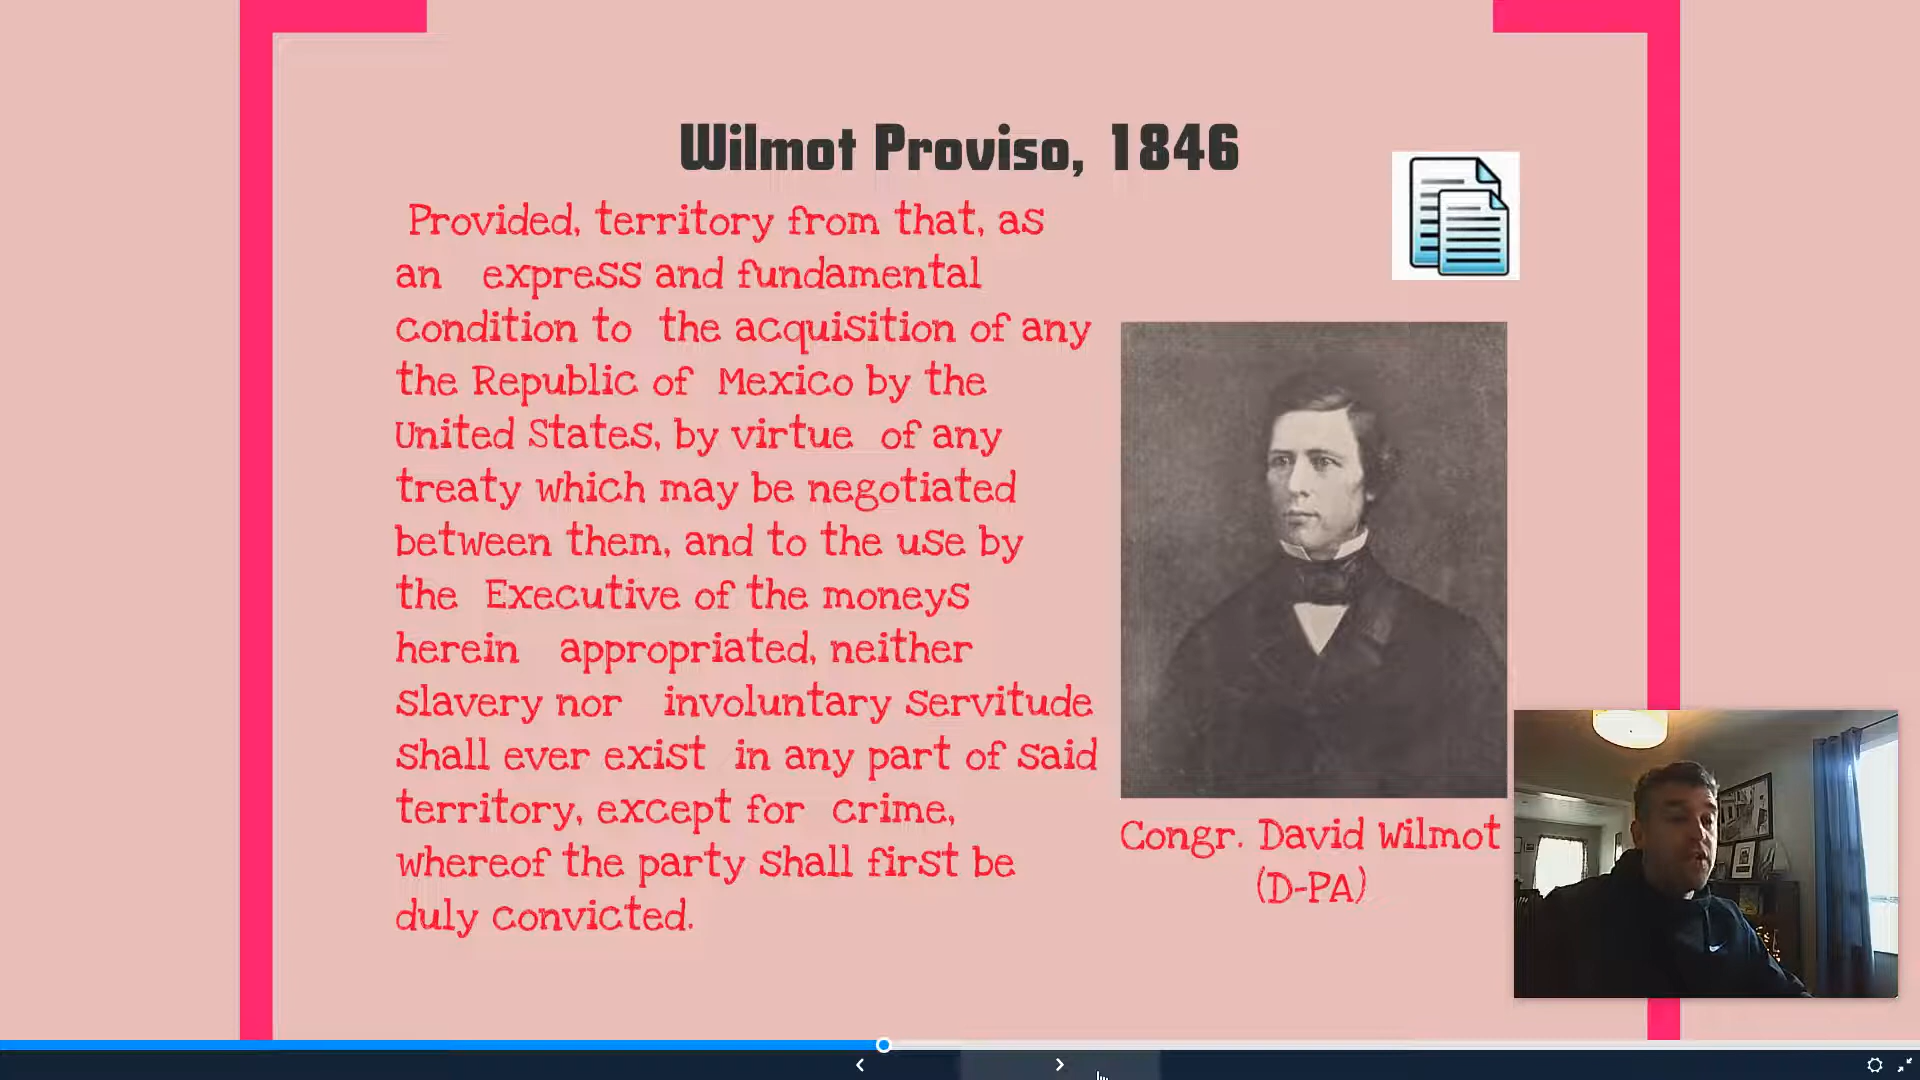 Wilmot Proviso, 1846
Provided, territory from that, as
an express and fundamental
condition to the acquisition of any
the Republic of Mexico by the
United States, by virtue of any
treaty which may be negotiated
between them, and to the use by
the Executive of the moneys
herein appropriated, neither
slavery nor involuntary servitude
shall ever exist in any part of said
territory, except for crime,
whereof the party shall first be
duly convicted.
Congr. David Wilmot
(D-PA)